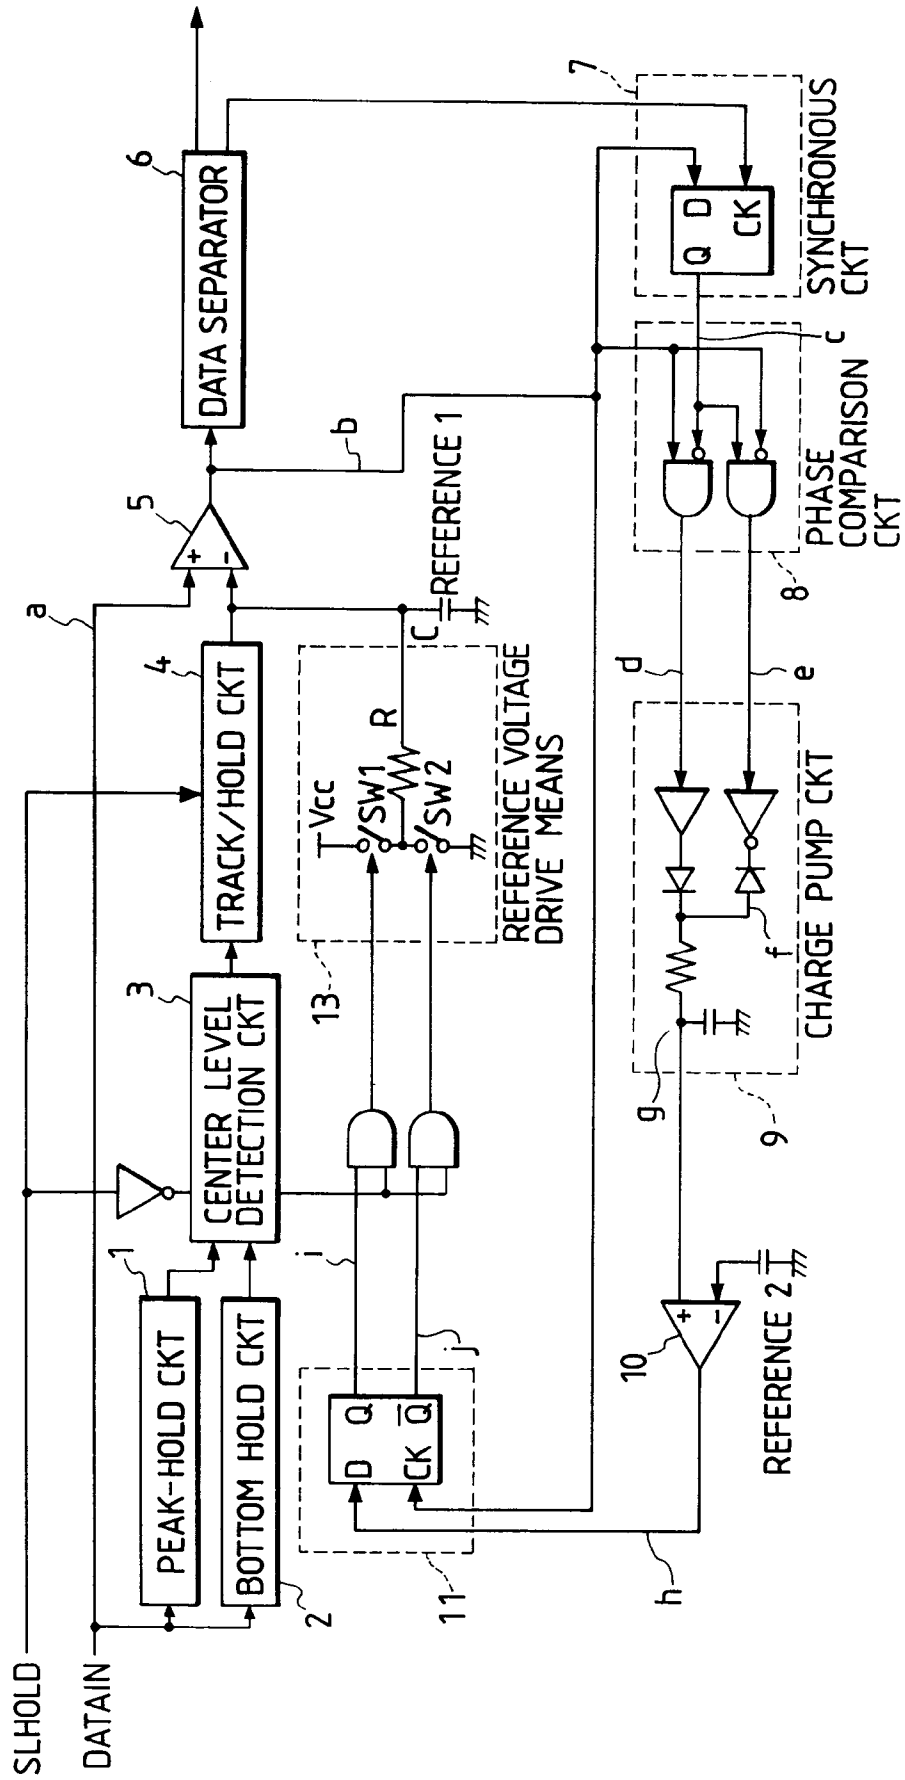 SLHOLD
DATAIN
a
1
PEAK-HOLD CKT
2
BOTTOM HOLD CKT
3
CENTER LEVEL
DETECTION CKT
4
TRACK/HOLD CKT
5
+
-
6
DATA SEPARATOR
b
REFERENCE 1
C
11
D
Q
CK
Q̅
i
j
13
Vcc
SW1
SW2
R
REFERENCE VOLTAGE
DRIVE MEANS
h
10
+
-
REFERENCE 2
g
9
f
CHARGE PUMP CKT
d
e
8
PHASE
COMPARISON
CKT
c
7
Q
D
CK
SYNCHRONOUS
CKT